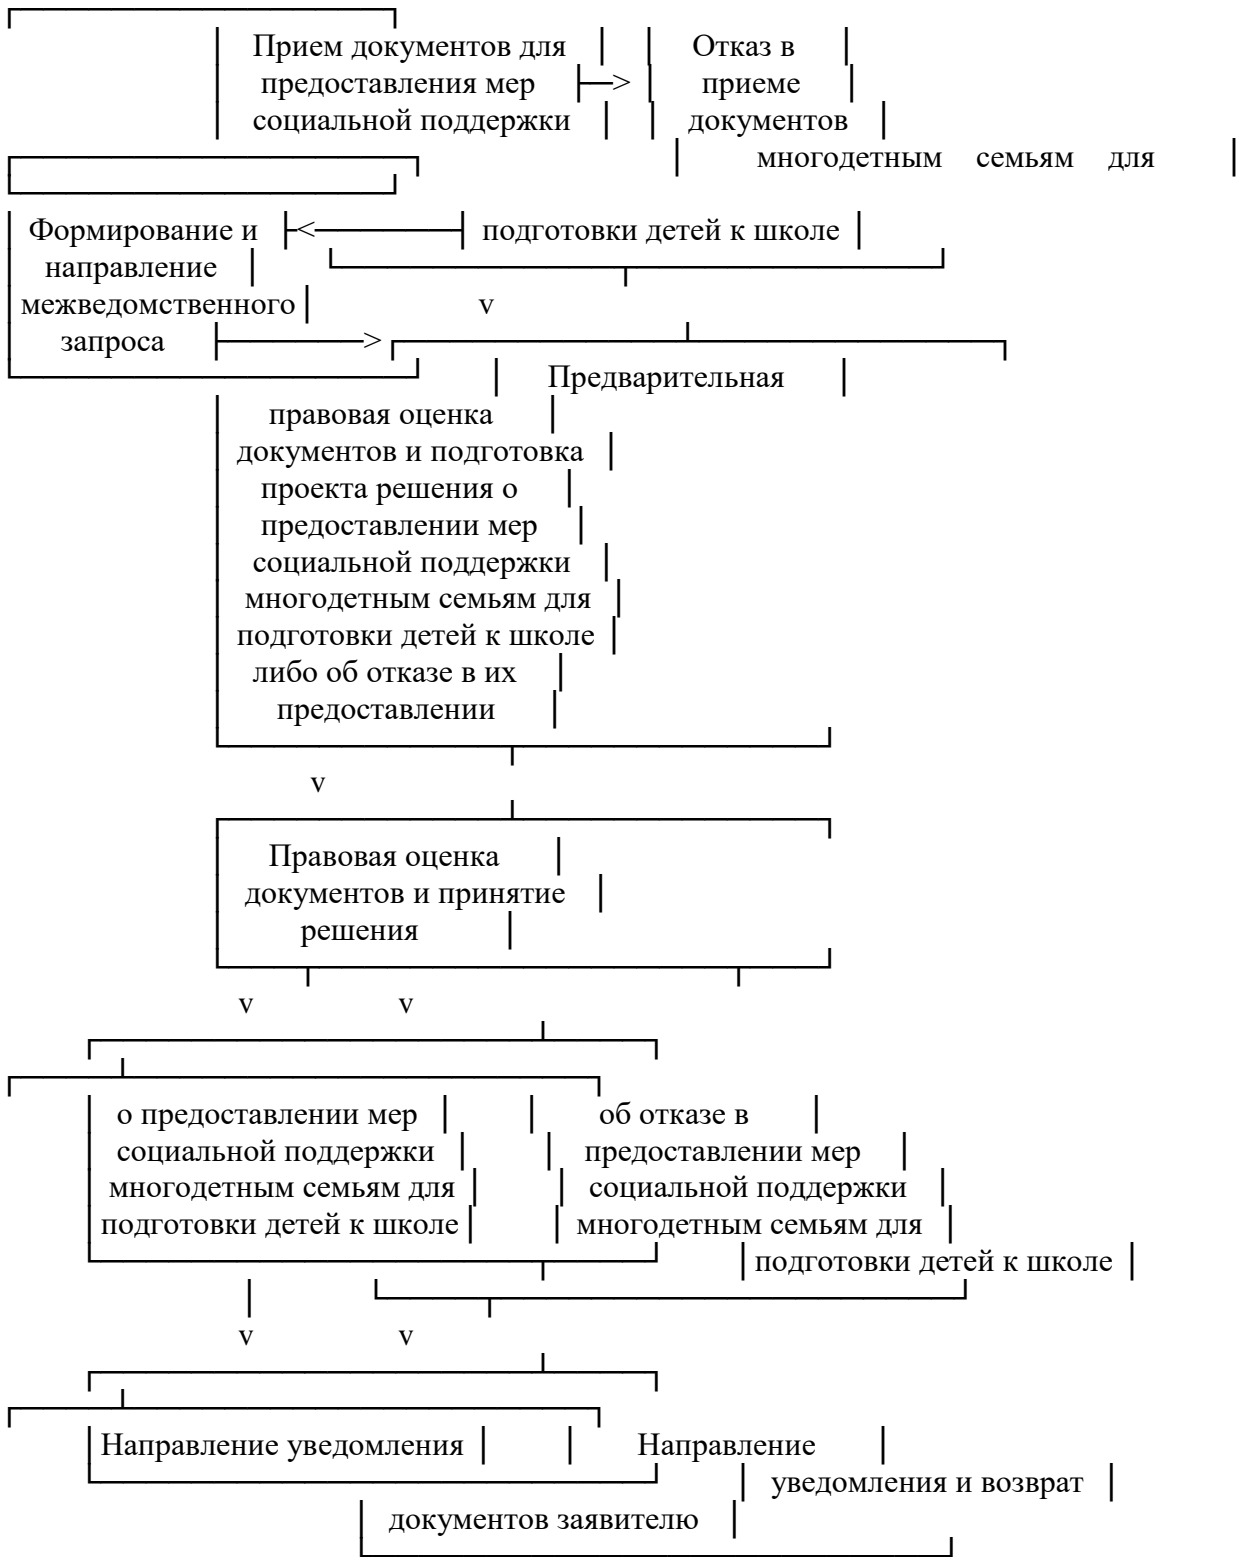 Прием документов для Отказ в
предоставления мер > приеме
социальной поддержки документов
многодетным семьям для
Формирование и < подготовки детей к школе
направление
межведомственного v
запроса >
Предварительная
правовая оценка
документов и подготовка
проекта решения о
предоставлении мер
социальной поддержки
многодетным семьям для
подготовки детей к школе
либо об отказе в их
предоставлении
v
Правовая оценка
документов и принятие
решения
v v
о предоставлении мер об отказе в
социальной поддержки предоставлении мер
многодетным семьям для социальной поддержки
подготовки детей к школе многодетным семьям для
подготовки детей к школе
v v
Направление уведомления Направление
уведомления и возврат
документов заявителю